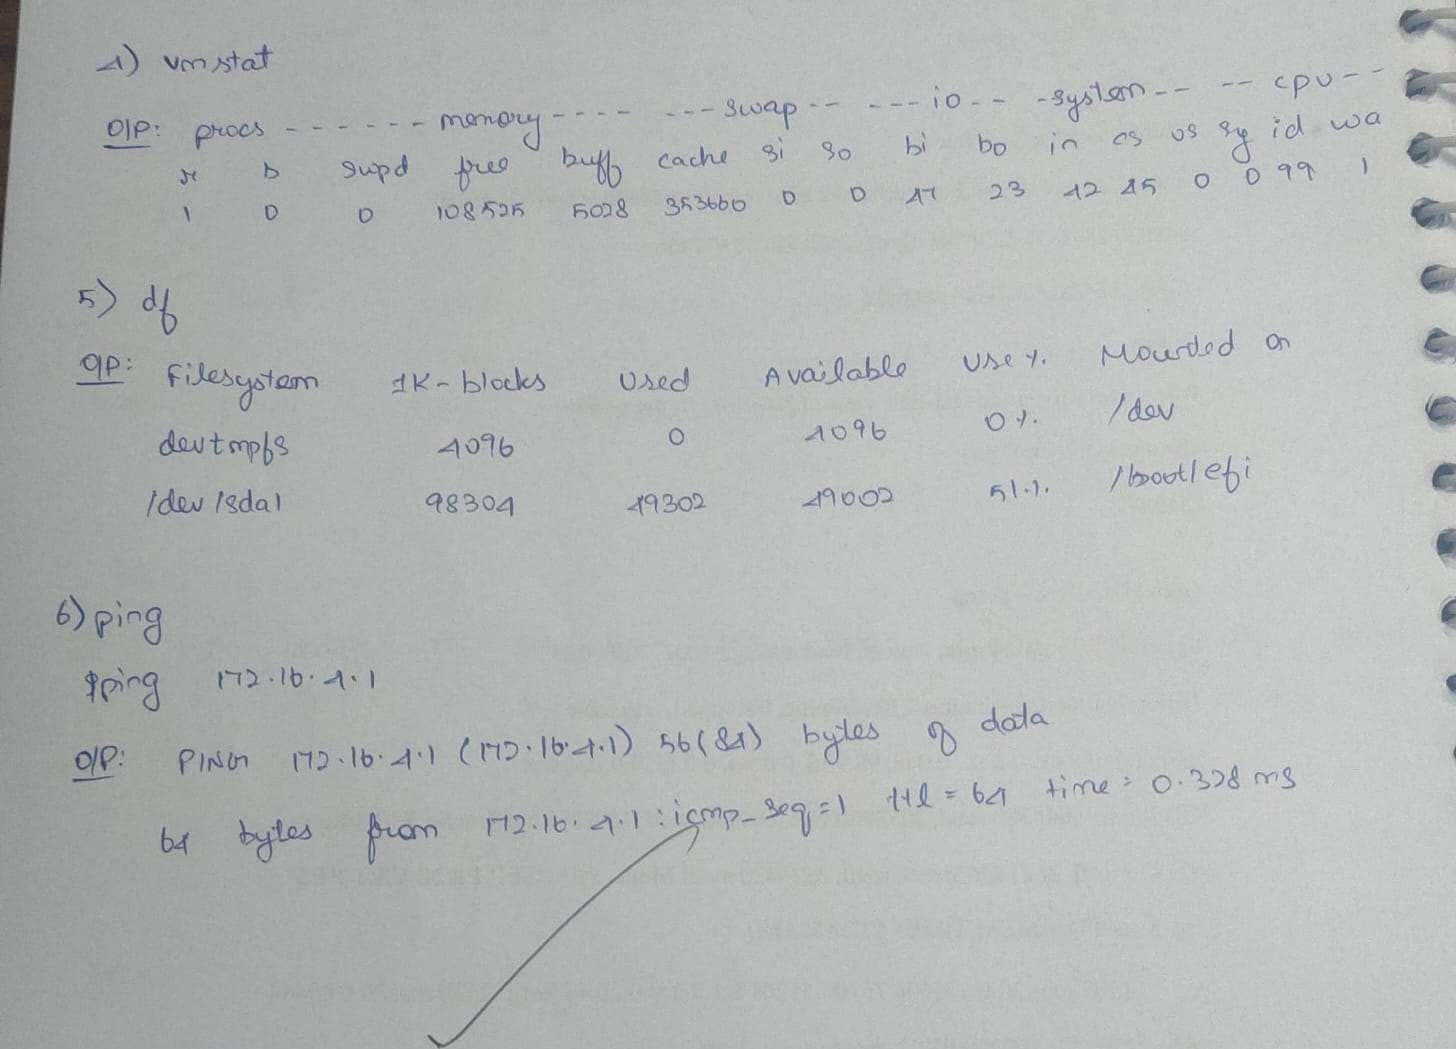 4) vmstat
O/P: procs ------ memory ---- --- swap -- --- io -- -system -- -- cpu --
r b supd free buff cache si so bi bo in cs us sy id wa
1 0 0 108525 5028 353660 0 0 47 23 42 45 0 0 99 1
5) df
O/P: Filesystem 1K-blocks Used Available Use% Mounted on
devtmpfs 4096 0 4096 0% /dev
/dev/sda1 98304 49302 49002 51% /boot/efi
6) ping
$ping 172.16.4.1
O/P: PING 172.16.4.1 (172.16.4.1) 56(84) bytes of data
64 bytes from 172.16.4.1 : icmp_seq=1 ttl=64 time=0.328 ms